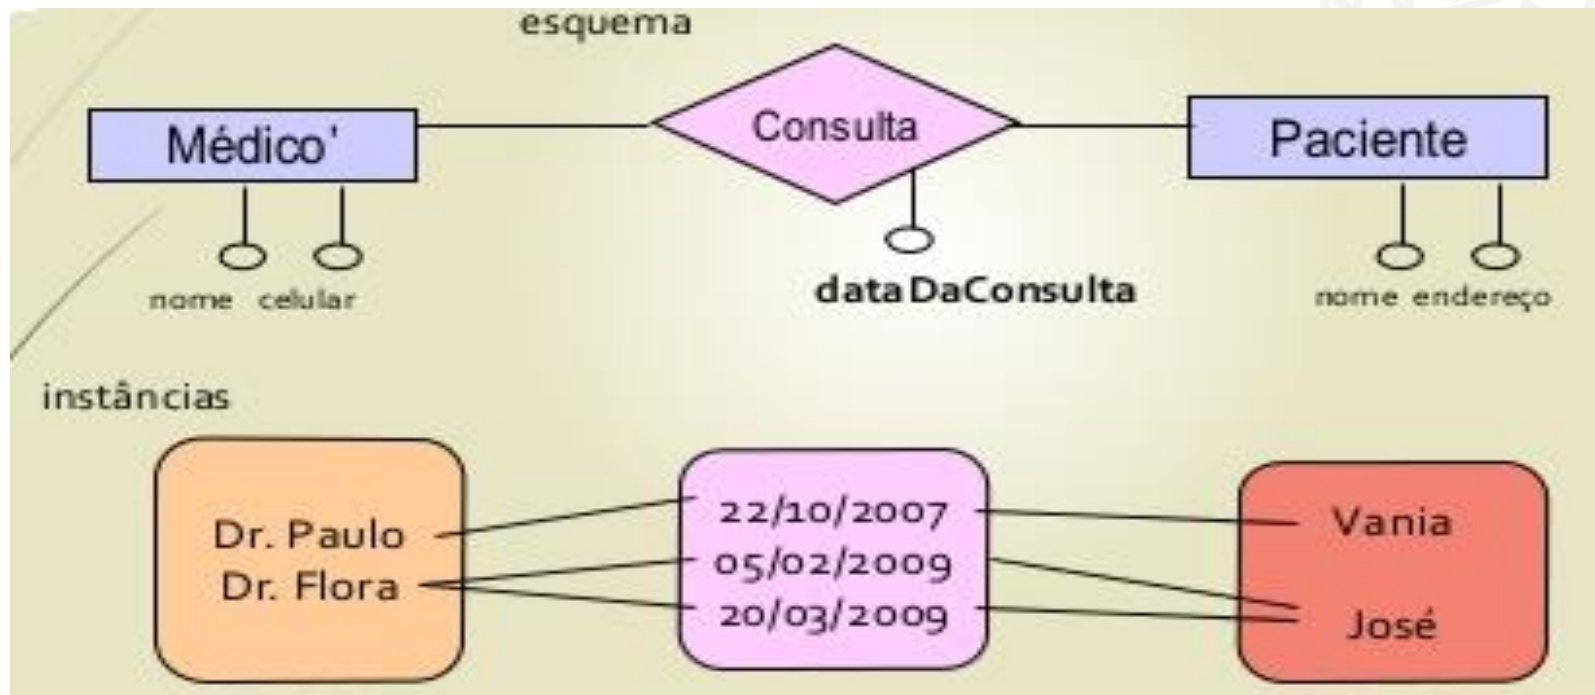 esquema
Médico'
Consulta
Paciente
nome celular
dataDaConsulta
nome endereço
instâncias
Dr. Paulo
Dr. Flora
22/10/2007
05/02/2009
20/03/2009
Vania
José